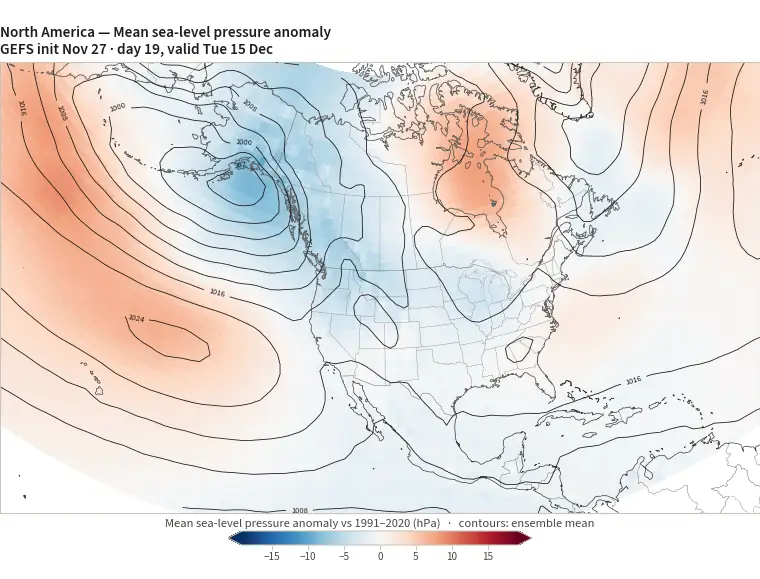 North America — Mean sea-level pressure anomaly
GEFS init Nov 27 · day 19, valid Tue 15 Dec
1016
1008
1000
1008
1000
1016
1016
1024
1016
1008
Mean sea-level pressure anomaly vs 1991–2020 (hPa) · contours: ensemble mean
−15 −10 −5 0 5 10 15